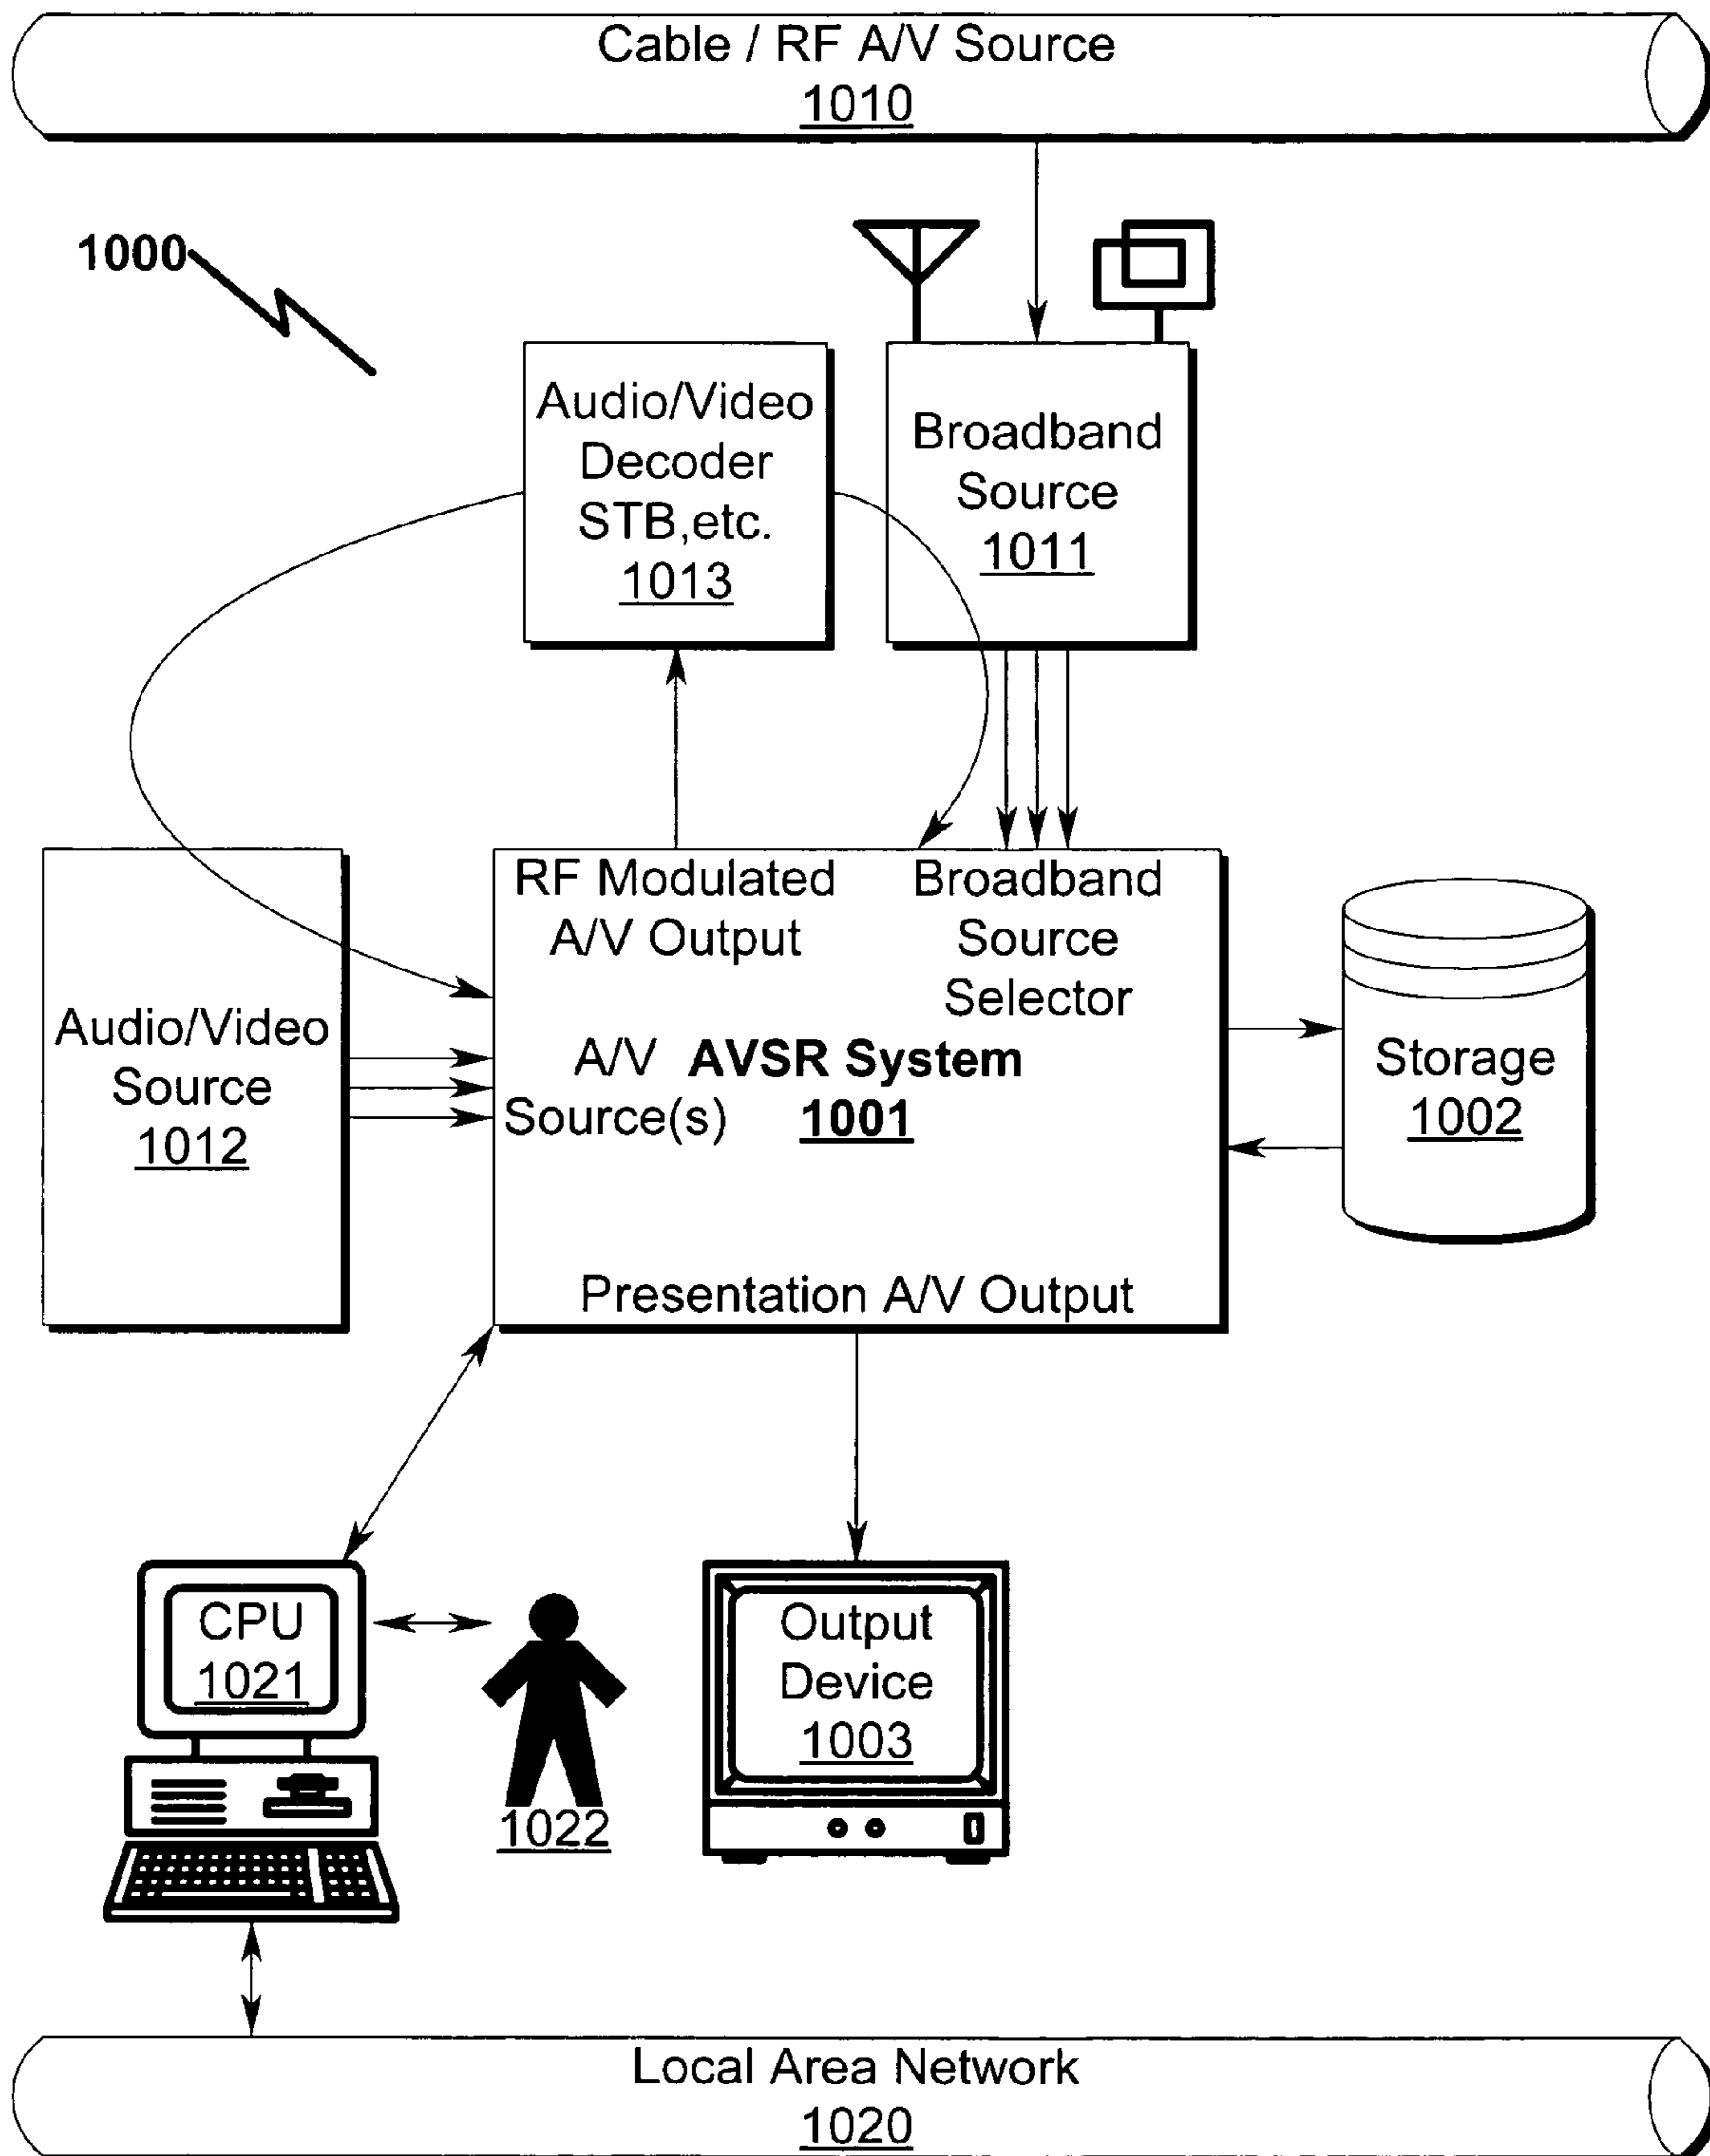 Cable / RF A/V Source
1010
1000
Audio/Video
Decoder
STB,etc.
1013
Broadband
Source
1011
RF Modulated
A/V Output
Broadband
Source
Selector
Audio/Video
Source
1012
A/V
Source(s)
AVSR System
1001
Storage
1002
Presentation A/V Output
CPU
1021
1022
Output
Device
1003
Local Area Network
1020